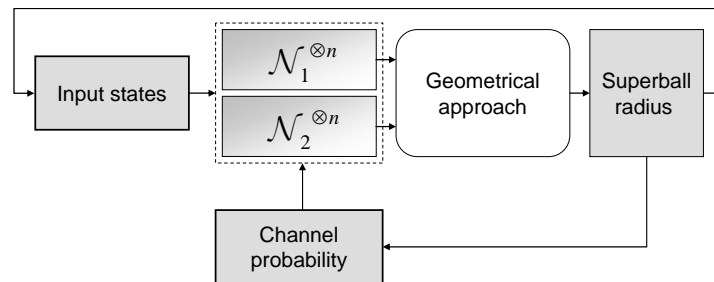 Input states
𝒩₁^⊗n
𝒩₂^⊗n
Geometrical
approach
Superball
radius
Channel
probability